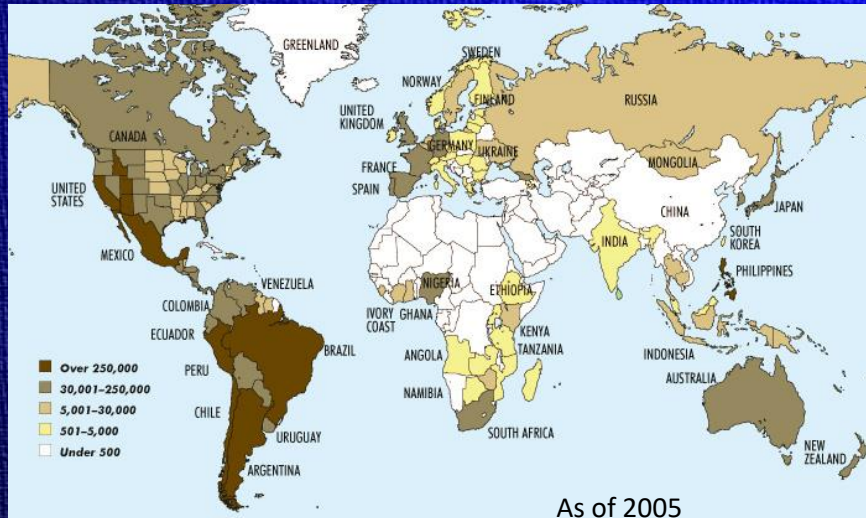 GREENLAND
SWEDEN
NORWAY
FINLAND
RUSSIA
UNITED
KINGDOM
CANADA
GERMANY
UKRAINE
MONGOLIA
FRANCE
UNITED
STATES
SPAIN
CHINA
JAPAN
SOUTH
KOREA
INDIA
MEXICO
PHILIPPINES
VENEZUELA
NIGERIA
ETHIOPIA
COLOMBIA
IVORY
COAST
GHANA
ECUADOR
KENYA
TANZANIA
BRAZIL
ANGOLA
INDONESIA
PERU
AUSTRALIA
NAMIBIA
CHILE
SOUTH AFRICA
URUGUAY
NEW
ZEALAND
ARGENTINA
Over 250,000
30,001–250,000
5,001–30,000
501–5,000
Under 500
As of 2005